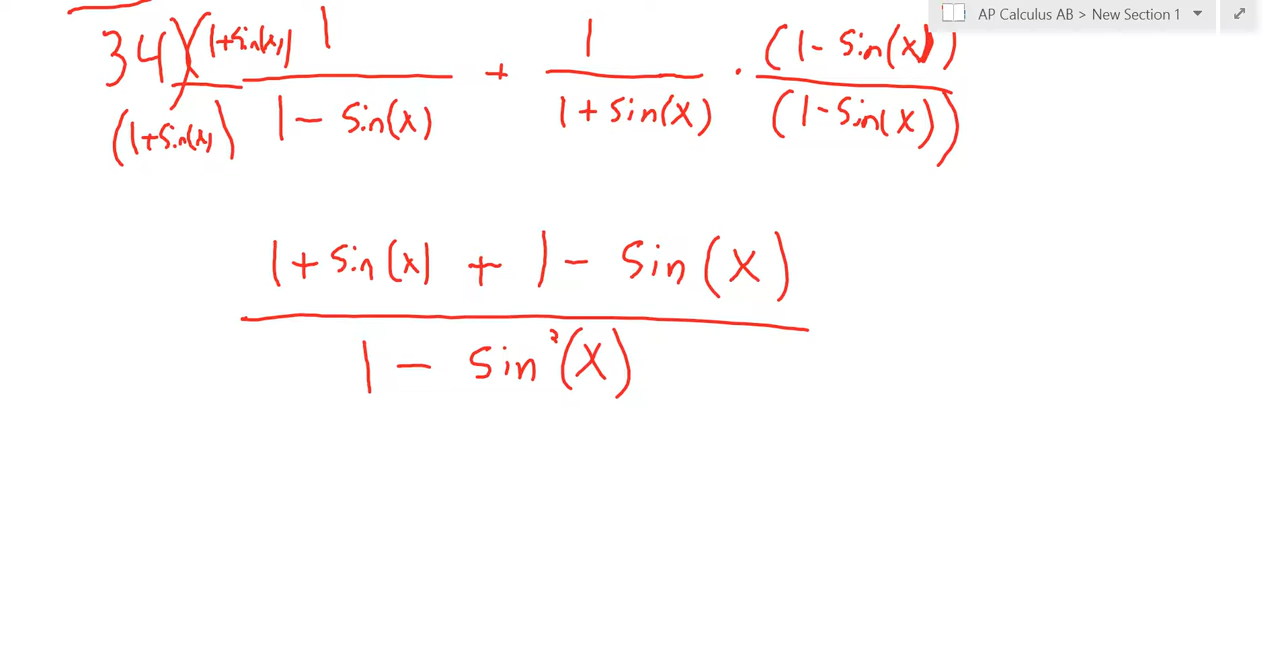 AP Calculus AB > New Section 1
34) (1+sin(x)) 1 + 1 · (1 - sin(x))
(1+sin(x)) 1 - sin(x) 1 + sin(x) (1 - sin(x))
1 + sin(x) + 1 - sin(x)
1 - sin²(x)